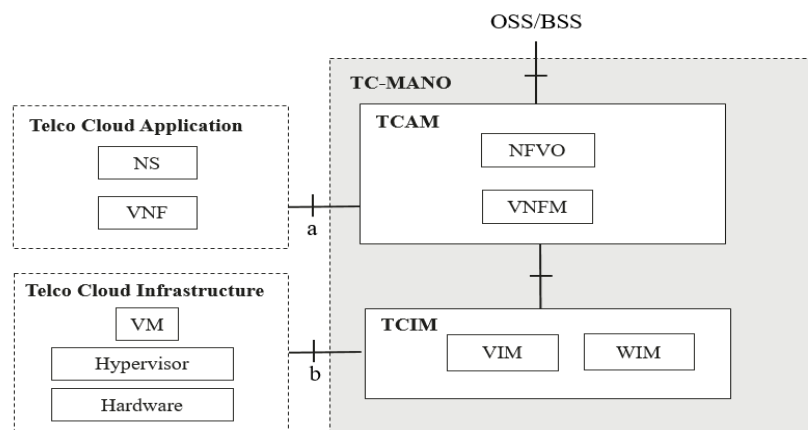 OSS/BSS
TC-MANO
Telco Cloud Application
NS
VNF
a
TCAM
NFVO
VNFM
Telco Cloud Infrastructure
VM
Hypervisor
Hardware
b
TCIM
VIM
WIM